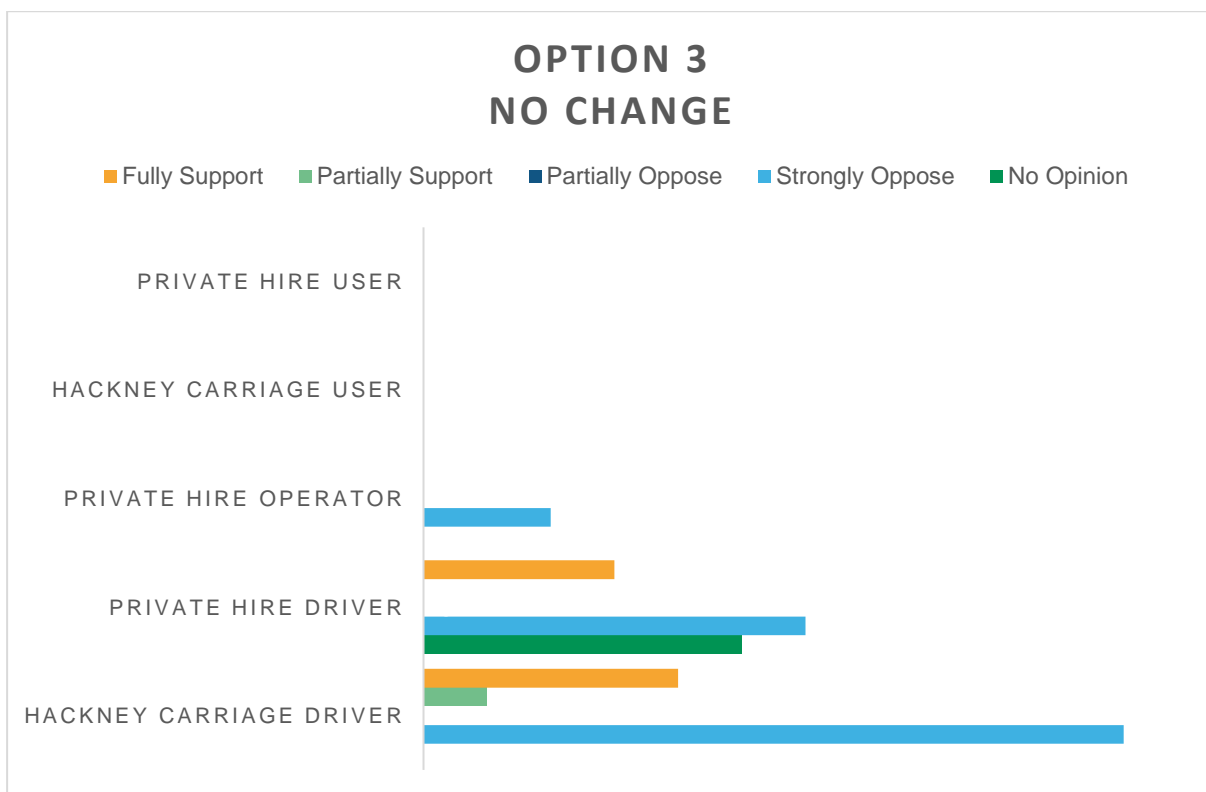 OPTION 3
NO CHANGE
Fully Support Partially Support Partially Oppose Strongly Oppose No Opinion
PRIVATE HIRE USER
HACKNEY CARRIAGE USER
PRIVATE HIRE OPERATOR
PRIVATE HIRE DRIVER
HACKNEY CARRIAGE DRIVER